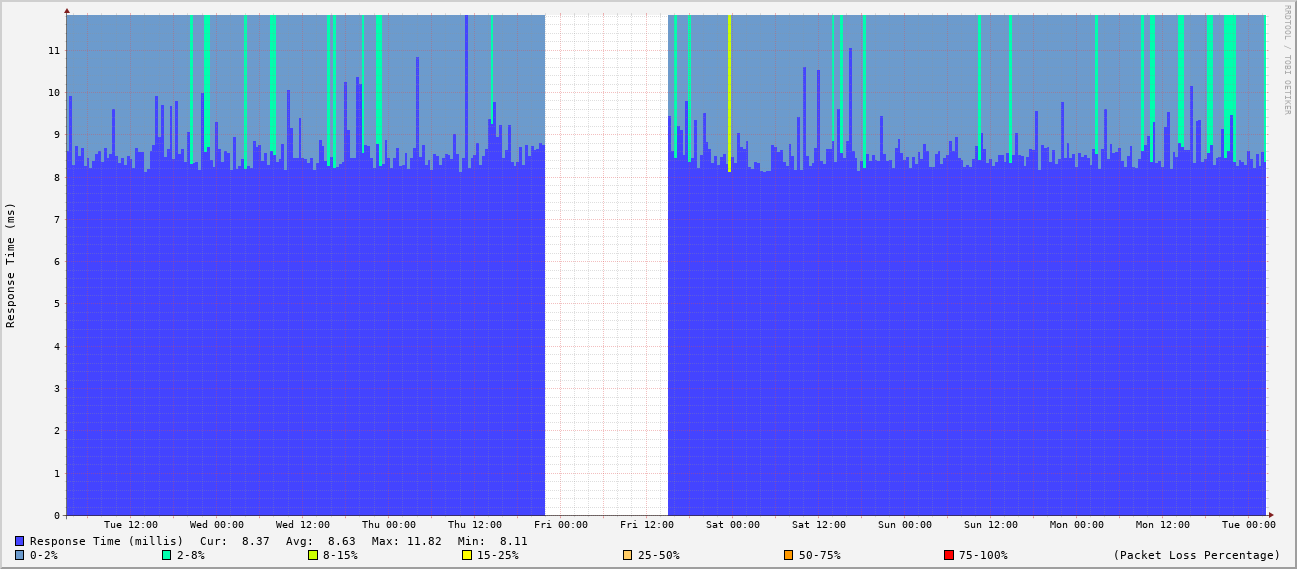 RRDTOOL / TOBI OETIKER
Response Time (ms)
11
10
9
8
7
6
5
4
3
2
1
0
Tue 12:00 Wed 00:00 Wed 12:00 Thu 00:00 Thu 12:00 Fri 00:00 Fri 12:00 Sat 00:00 Sat 12:00 Sun 00:00 Sun 12:00 Mon 00:00 Mon 12:00 Tue 00:00
Response Time (millis) Cur: 8.37 Avg: 8.63 Max: 11.82 Min: 8.11
0-2% 2-8% 8-15% 15-25% 25-50% 50-75% 75-100% (Packet Loss Percentage)